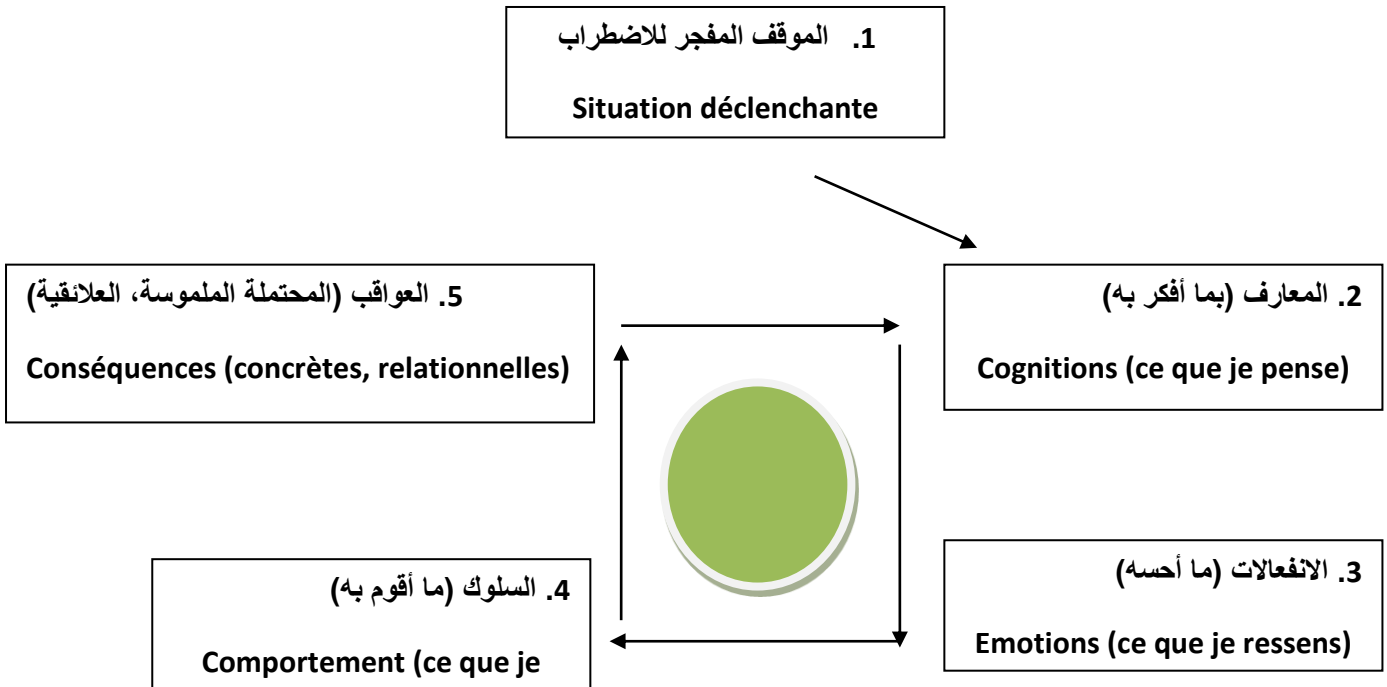 1. الموقف المفجر للاضطراب
Situation déclenchante
2. المعارف (بما أفكر به)
Cognitions (ce que je pense)
3. الانفعالات (ما أحسه)
Emotions (ce que je ressens)
4. السلوك (ما أقوم به)
Comportement (ce que je
5. العواقب (المحتملة الملموسة، العلائقية)
Conséquences (concrètes, relationnelles)